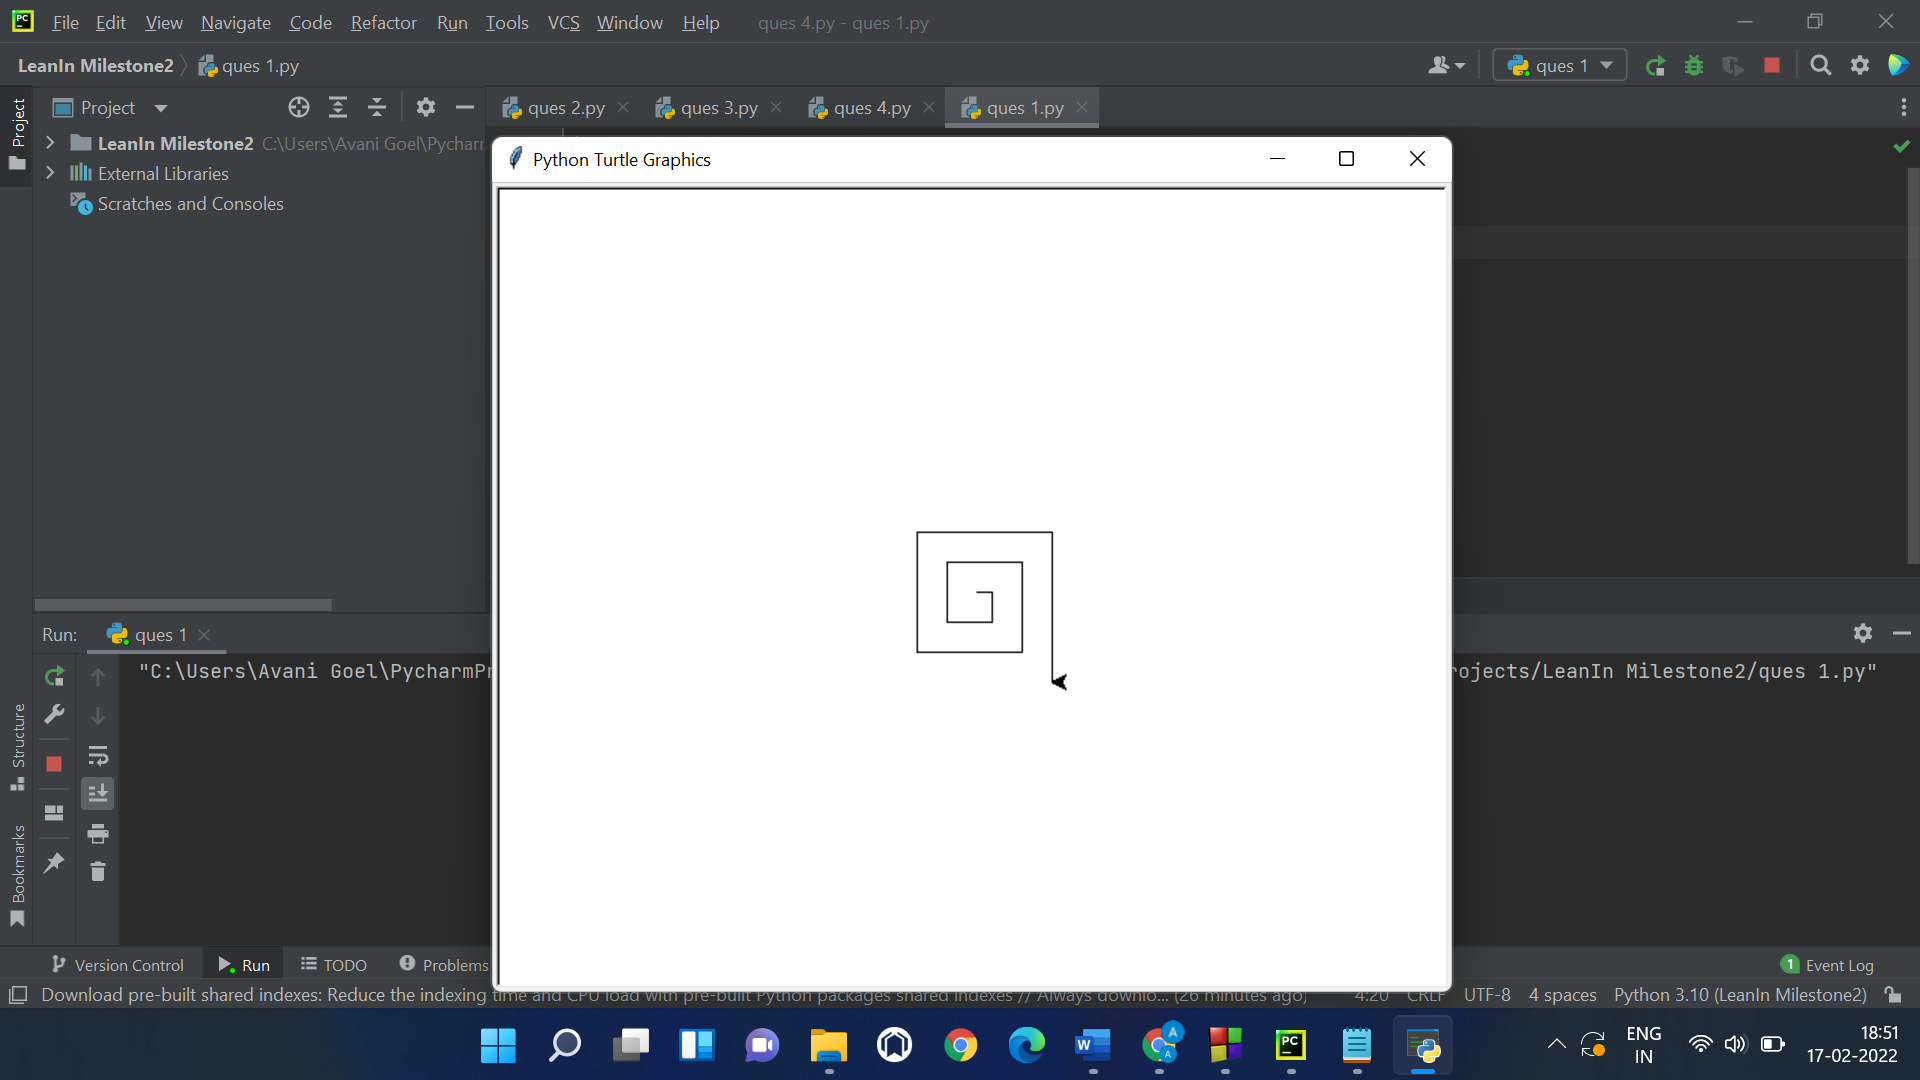 File Edit View Navigate Code Refactor Run Tools VCS Window Help ques 4.py - ques 1.py
LeanIn Milestone2 ques 1.py ques 1
Project
Project
ques 2.py ques 3.py ques 4.py ques 1.py
LeanIn Milestone2 C:\Users\Avani Goel\Pycharm
External Libraries
Scratches and Consoles
Python Turtle Graphics
Run: ques 1
"C:\Users\Avani Goel\PycharmPr rojects/LeanIn Milestone2/ques 1.py"
Structure
Bookmarks
Version Control Run TODO Problems 1 Event Log
Download pre-built shared indexes: Reduce the indexing time and CPU load with pre-built Python packages shared indexes // Always downlo... (26 minutes ago) 4:20 CRLF UTF-8 4 spaces Python 3.10 (LeanIn Milestone2)
ENG
IN
18:51
17-02-2022